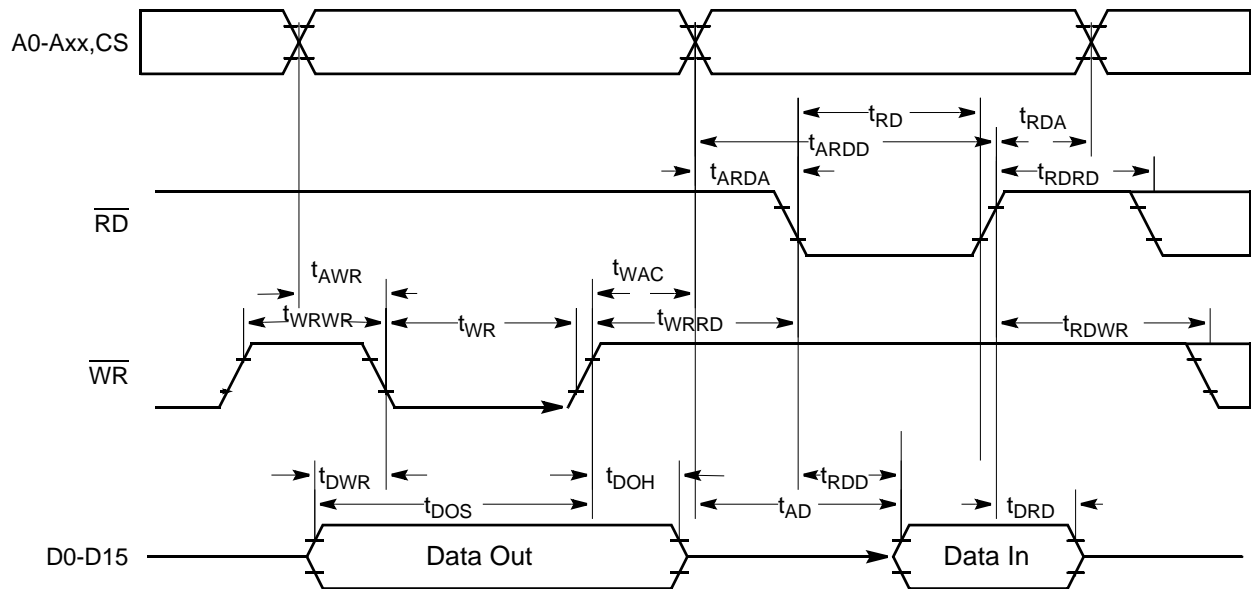 A0-Axx,CS
tRD
tRDA
tARDD
tARDA
tRDRD
RD
tAWR
tWAC
tWRWR
tWR
tWRRD
tRDWR
WR
tDWR
tDOH
tRDD
tDOS
tAD
tDRD
D0-D15
Data Out
Data In